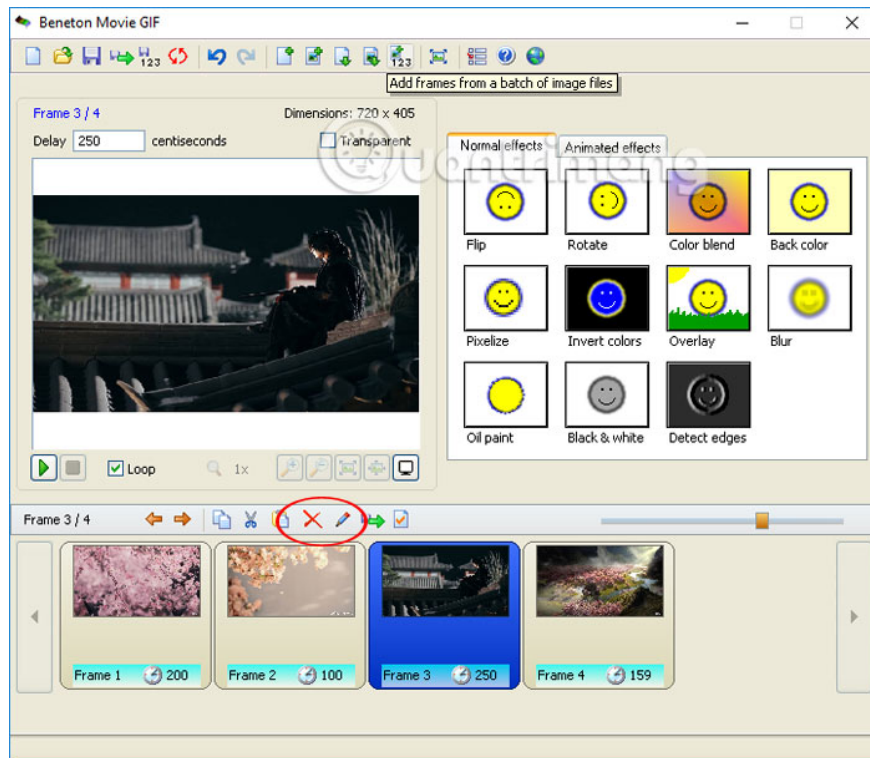 Beneton Movie GIF
123
123
Add frames from a batch of image files
Frame 3 / 4
Dimensions: 720 x 405
Delay
250
centiseconds
Transparent
Quantrimang
Normal effects
Animated effects
Flip
Rotate
Color blend
Back color
Pixelize
Invert colors
Overlay
Blur
Oil paint
Black & white
Detect edges
Loop
1x
Frame 3 / 4
Frame 1
200
Frame 2
100
Frame 3
250
Frame 4
159